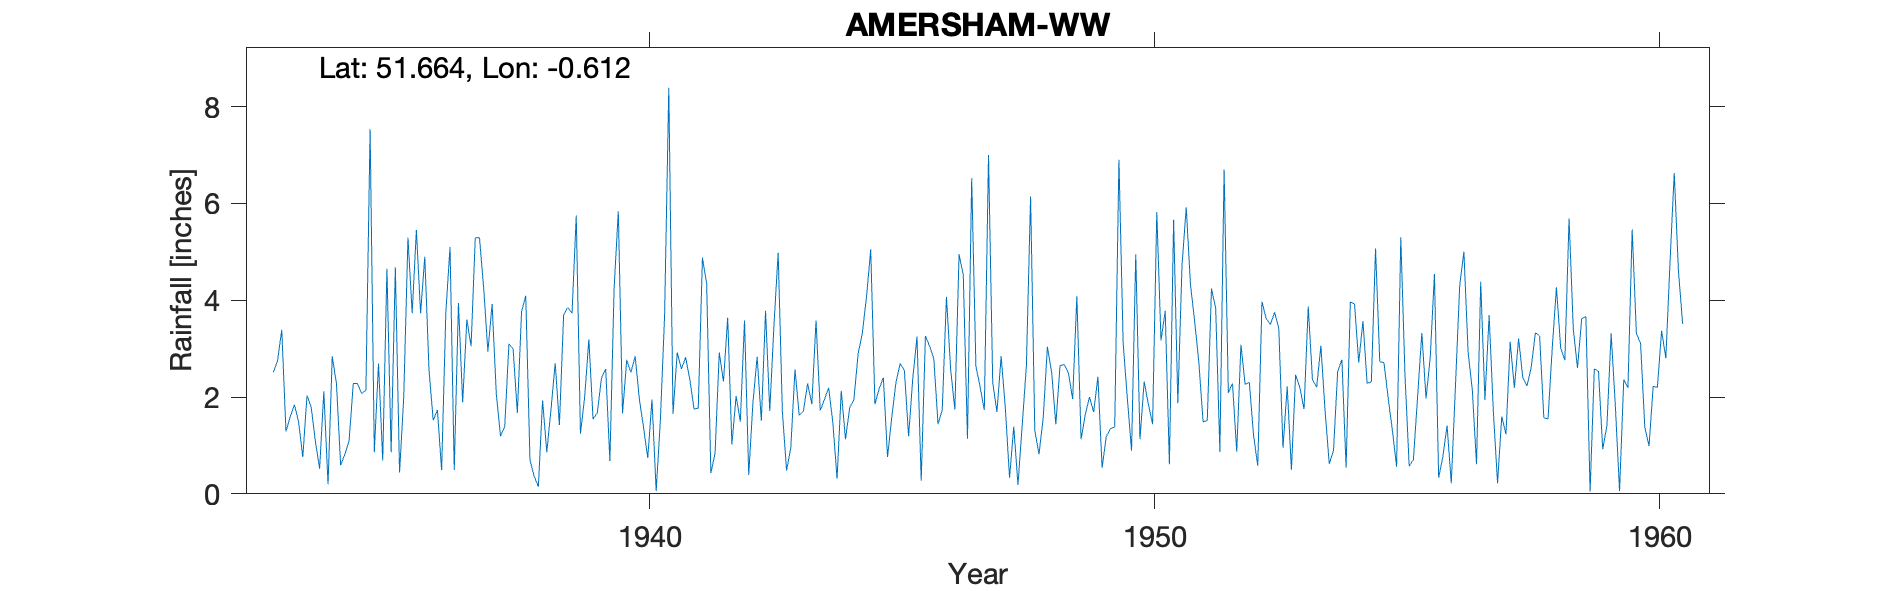 AMERSHAM-WW
Lat: 51.664, Lon: -0.612
8
6
4
2
0
Rainfall [inches]
1940
1950
1960
Year